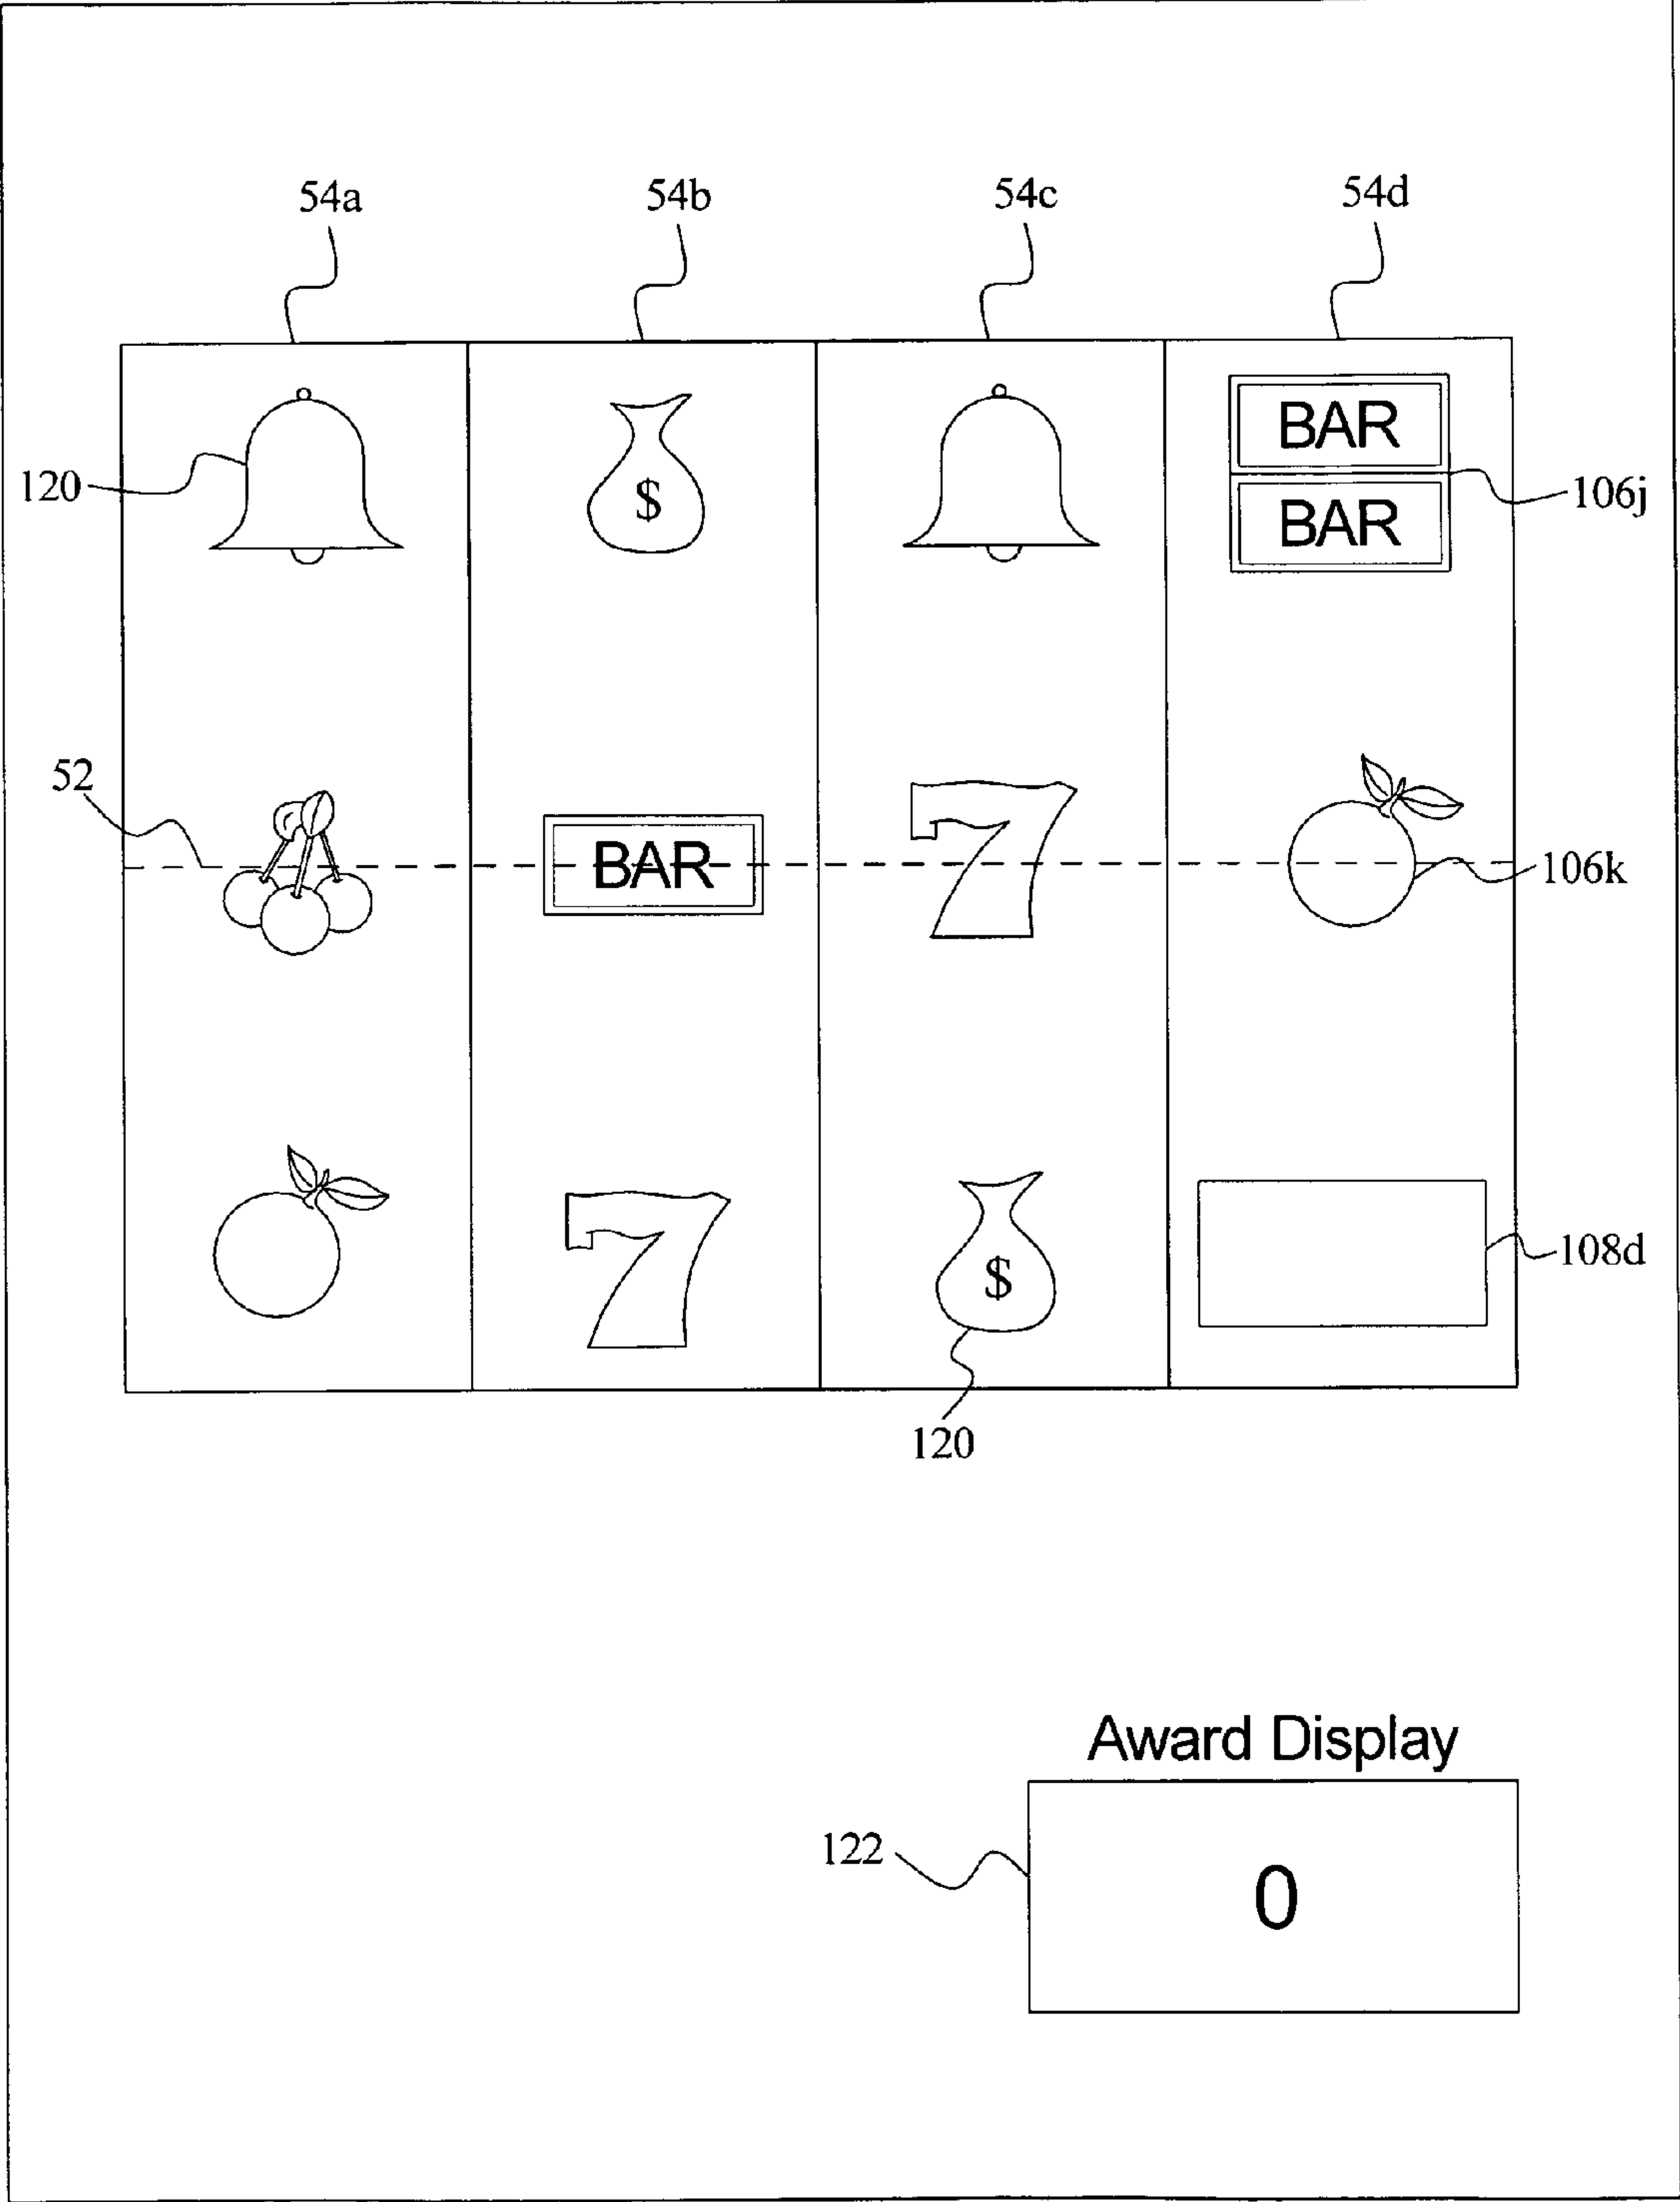 54a 54b 54c 54d
BAR
120 $ 106j
BAR
52
BAR 106k
108d
$
120
Award Display
122
0